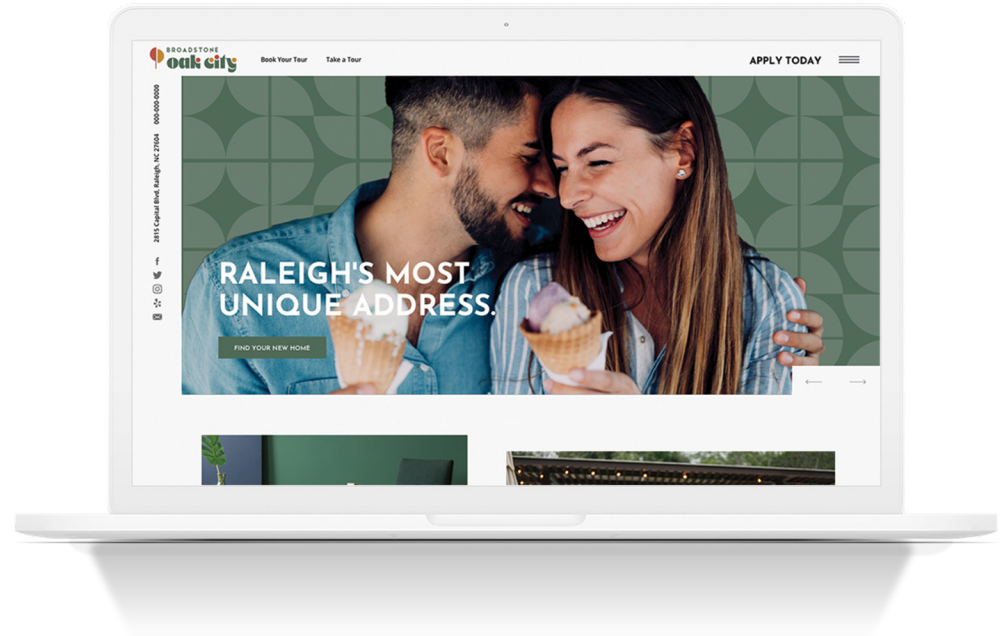 BROADSTONE
oak city
Book Your Tour
Take a Tour
APPLY TODAY
000-000-0000
2815 Capital Blvd, Raleigh, NC 27604
RALEIGH'S MOST
UNIQUE ADDRESS.
FIND YOUR NEW HOME